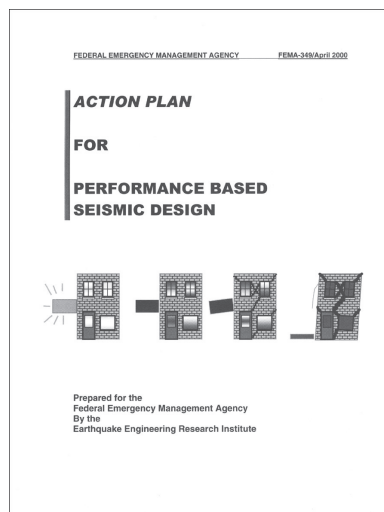 FEDERAL EMERGENCY MANAGEMENT AGENCY FEMA-349/April 2000
ACTION PLAN
FOR
PERFORMANCE BASED
SEISMIC DESIGN
Prepared for the
Federal Emergency Management Agency
By the
Earthquake Engineering Research Institute